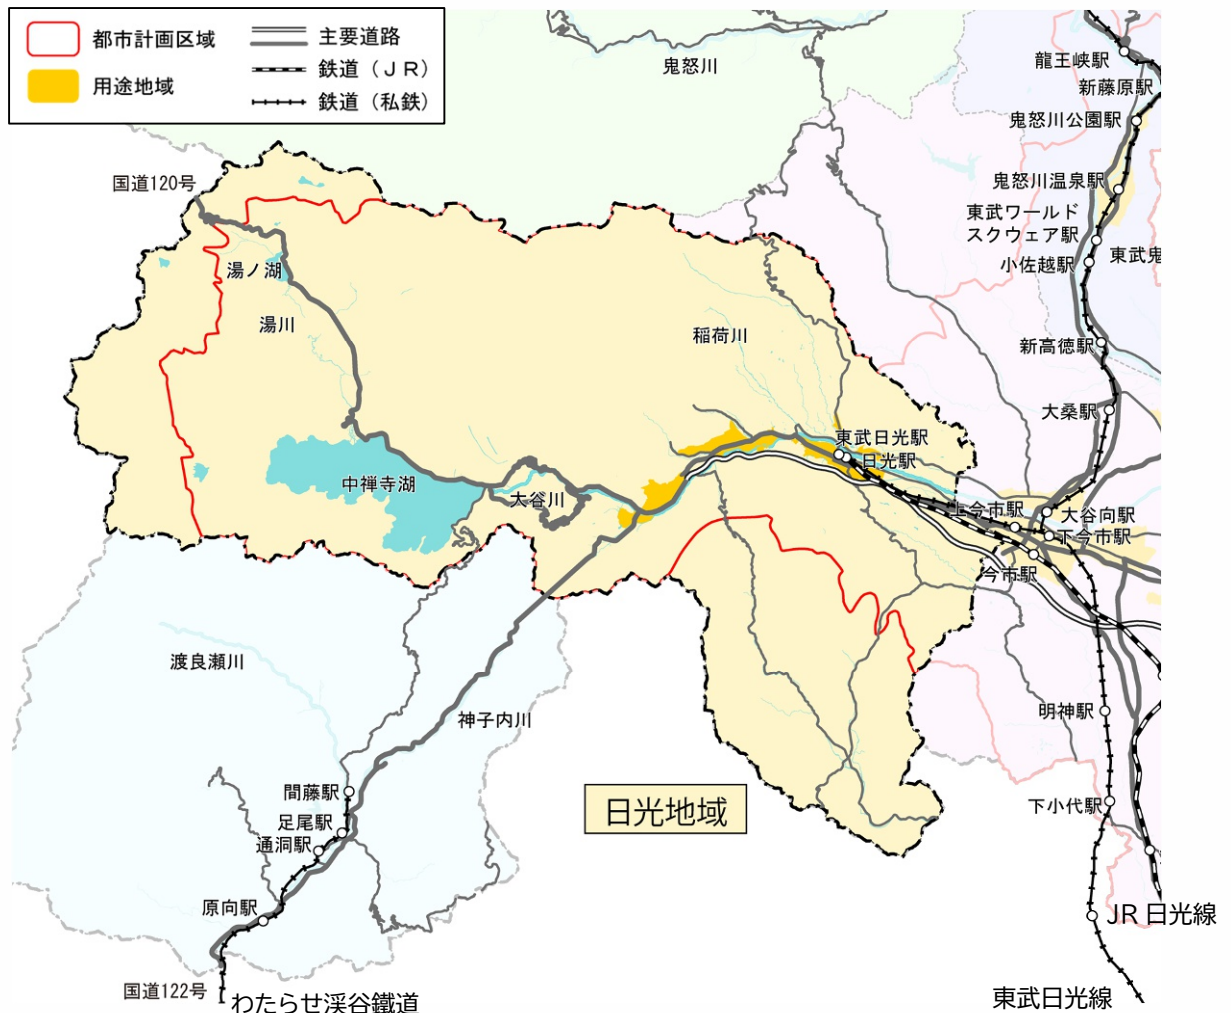 都市計画区域
用途地域
主要道路
鉄道（ＪＲ）
鉄道（私鉄）
鬼怒川
龍王峡駅
新藤原駅
鬼怒川公園駅
国道120号
鬼怒川温泉駅
東武ワールド
スクウェア駅
東武鬼
小佐越駅
湯ノ湖
湯川
稲荷川
新高徳駅
大桑駅
東武日光駅
日光駅
中禅寺湖
大谷川
上今市駅
大谷向駅
下今市駅
今市駅
渡良瀬川
神子内川
明神駅
間藤駅
日光地域
下小代駅
足尾駅
通洞駅
原向駅
JR日光線
国道122号
わたらせ渓谷鐵道
東武日光線